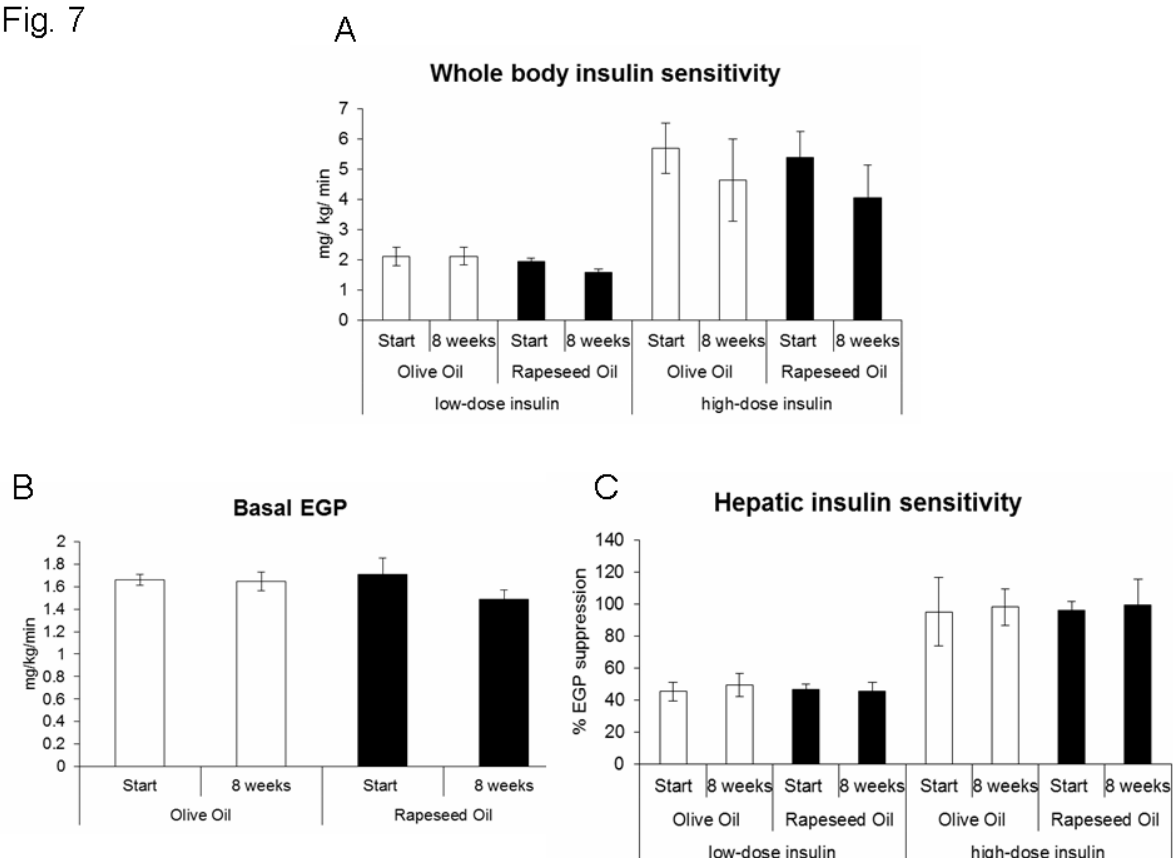 Fig. 7
A
Whole body insulin sensitivity
mg/ kg/ min
7
6
5
4
3
2
1
0
Start 8 weeks Start 8 weeks Start 8 weeks Start 8 weeks
Olive Oil Rapeseed Oil Olive Oil Rapeseed Oil
low-dose insulin high-dose insulin
B
Basal EGP
mg/kg/min
2
1.8
1.6
1.4
1.2
1
0.8
0.6
0.4
0.2
0
Start 8 weeks Start 8 weeks
Olive Oil Rapeseed Oil
C
Hepatic insulin sensitivity
% EGP suppression
140
120
100
80
60
40
20
0
Start 8 weeks Start 8 weeks Start 8 weeks Start 8 weeks
Olive Oil Rapeseed Oil Olive Oil Rapeseed Oil
low-dose insulin high-dose insulin